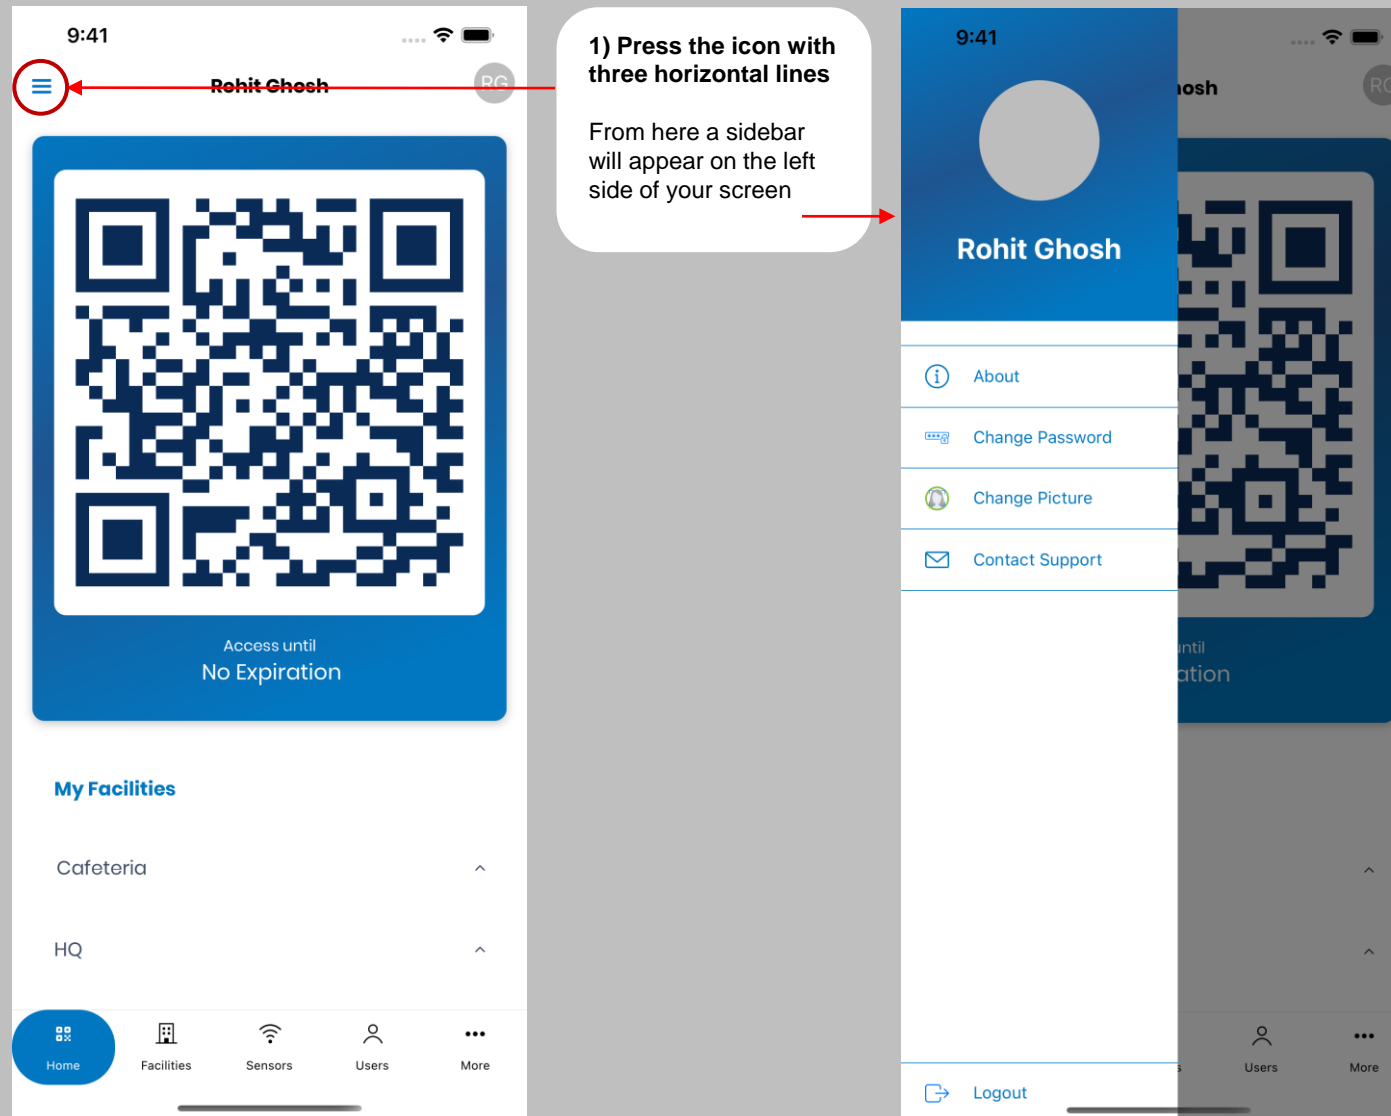 9:41
Rohit Ghosh
RG
Access until
No Expiration
My Facilities
Cafeteria
HQ
Home
Facilities
Sensors
Users
More
1) Press the icon with
three horizontal lines
From here a sidebar
will appear on the left
side of your screen
9:41
Rohit Ghosh
About
Change Password
Change Picture
Contact Support
Logout
hosh
RG
until
ation
s
Users
More